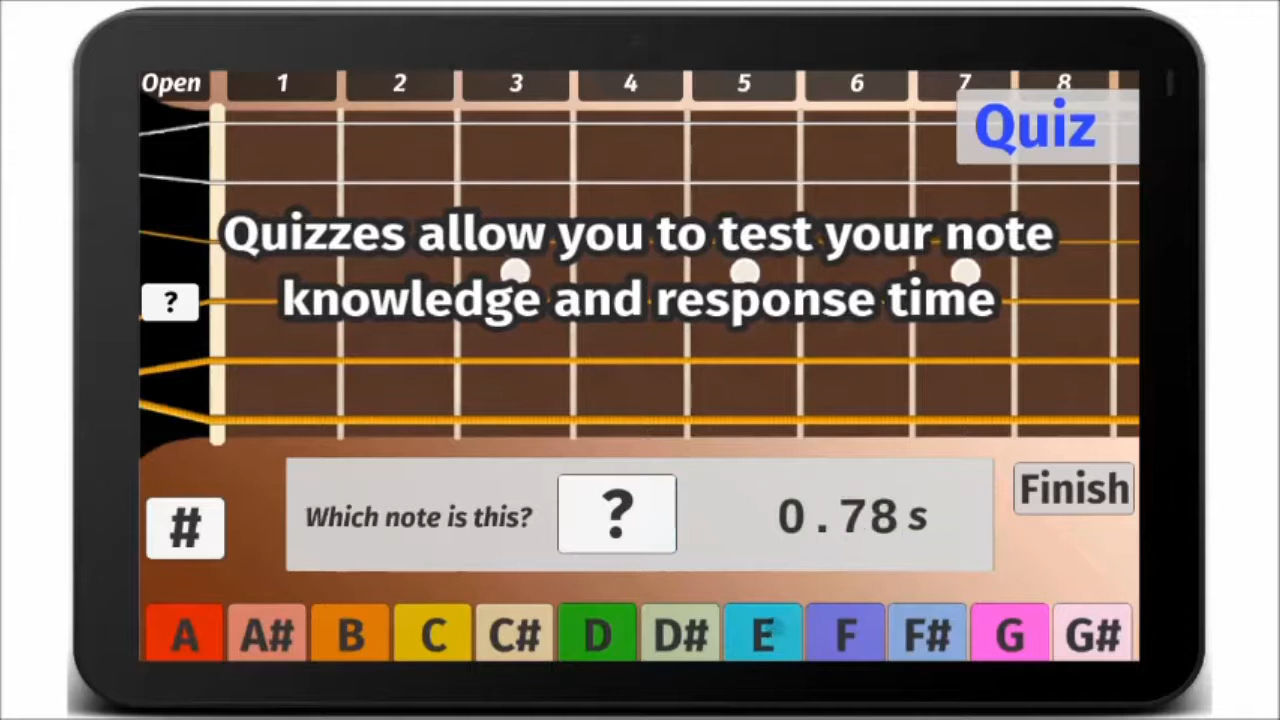 Open 1 2 3 4 5 6 7 8
Quiz
Quizzes allow you to test your note
knowledge and response time
?
Which note is this? ? 0.78 s
Finish
#
A A# B C C# D D# E F F# G G#